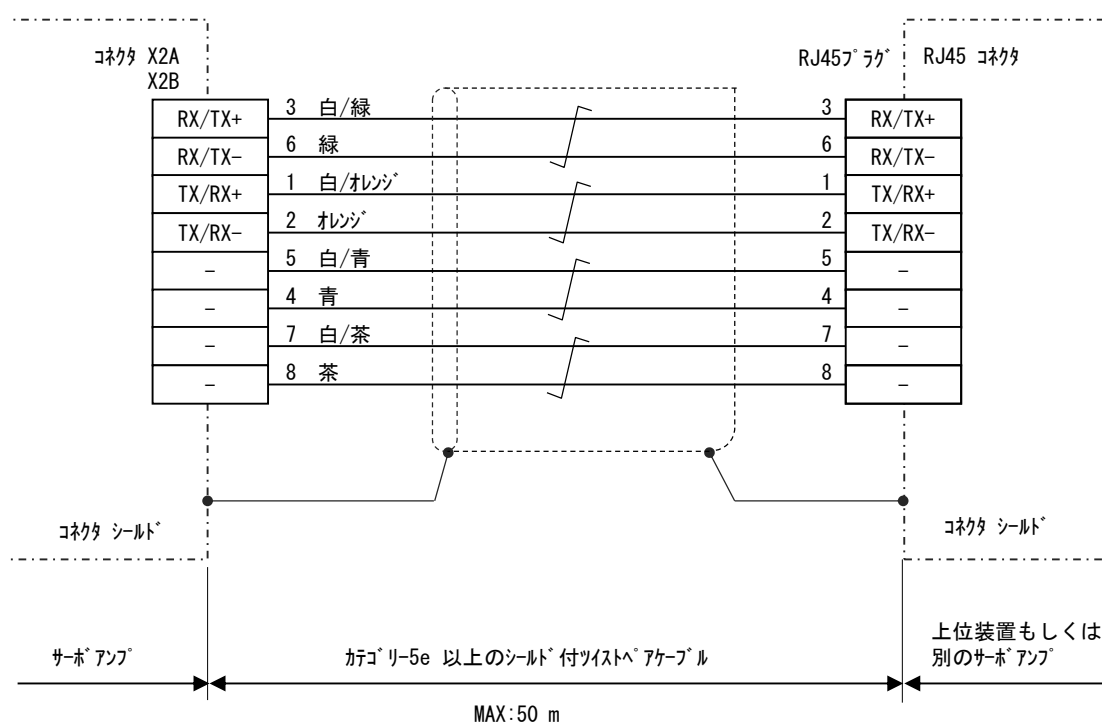 ｺﾈｸﾀ X2A
X2B
RJ45ﾌﾟﾗｸﾞ
RJ45 ｺﾈｸﾀ
RX/TX+ 3 白/緑 3 RX/TX+
RX/TX− 6 緑 6 RX/TX−
TX/RX+ 1 白/ｵﾚﾝｼﾞ 1 TX/RX+
TX/RX− 2 ｵﾚﾝｼﾞ 2 TX/RX−
− 5 白/青 5 −
− 4 青 4 −
− 7 白/茶 7 −
− 8 茶 8 −
ｺﾈｸﾀ ｼｰﾙﾄﾞ
ｺﾈｸﾀ ｼｰﾙﾄﾞ
ｻｰﾎﾞｱﾝﾌﾟ
ｶﾃｺﾞﾘｰ5e 以上のｼｰﾙﾄﾞ付ﾂｲｽﾄﾍﾟｱｹｰﾌﾞﾙ
上位装置もしくは
別のｻｰﾎﾞｱﾝﾌﾟ
MAX:50 m